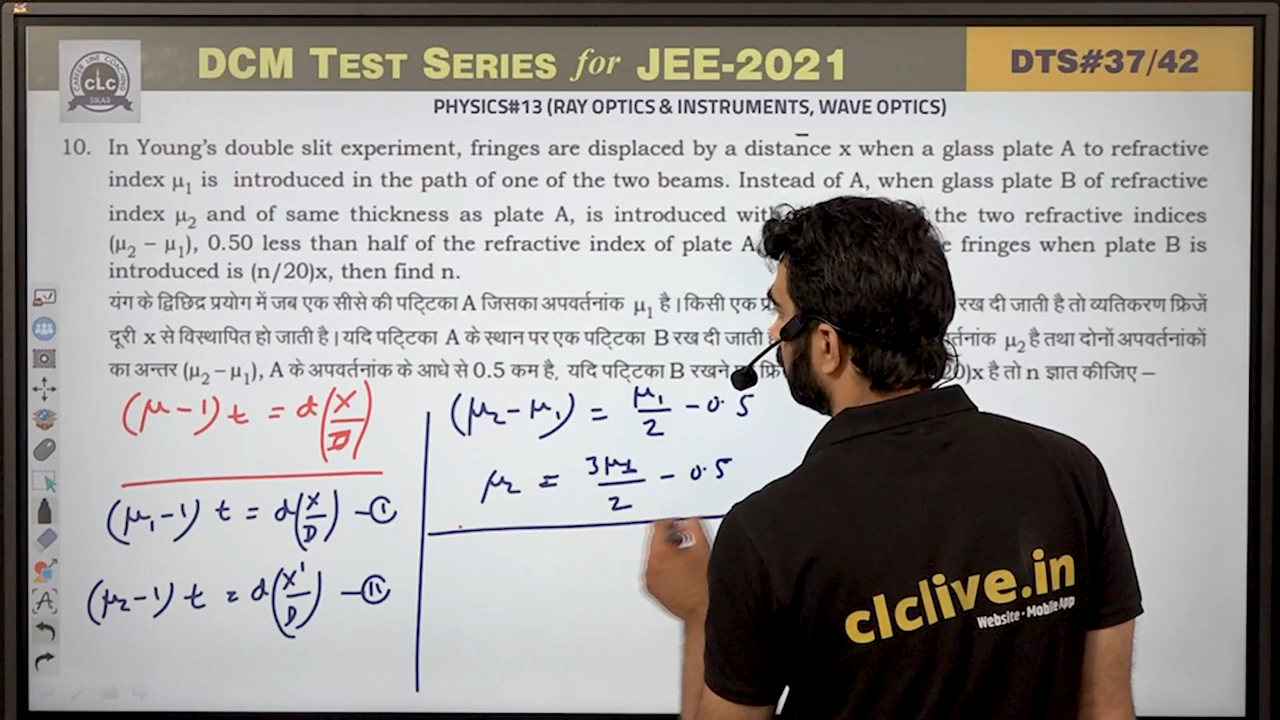 DCM TEST SERIES for JEE-2021
DTS#37/42
CLC
SIKAR
PHYSICS#13 (RAY OPTICS & INSTRUMENTS, WAVE OPTICS)
10. In Young's double slit experiment, fringes are displaced by a distance x when a glass plate A to refractive
index μ₁ is introduced in the path of one of the two beams. Instead of A, when glass plate B of refractive
index μ₂ and of same thickness as plate A, is introduced the two refractive indices
(μ₂ − μ₁), 0.50 less than half of the refractive index of plate A fringes when plate B is
introduced is (n/20)x, then find n.
यंग के द्विछिद्र प्रयोग में जब एक सीसे की पट्टिका A जिसका अपवर्तनांक μ₁ है। किसी एक रख दी जाती है तो व्यतिकरण फ्रिजें
दूरी x से विस्थापित हो जाती है। यदि पट्टिका A के स्थान पर एक पट्टिका B रख दी जाती μ₂ है तथा दोनों अपवर्तनांकों
का अन्तर (μ₂ − μ₁), A के अपवर्तनांक के आधे से 0.5 कम है, यदि पट्टिका B रखने x है तो n ज्ञात कीजिए –
(μ−1) t = d(x/D)
(μ₁−1) t = d(x/D) –Ⓘ
(μ₂−1) t = d(x'/D) –Ⓘ Ⓘ
(μ₂−μ₁) = μ₁/2 − 0.5
μ₂ = 3μ₁/2 − 0.5
clclive.in
Website • Mobile App